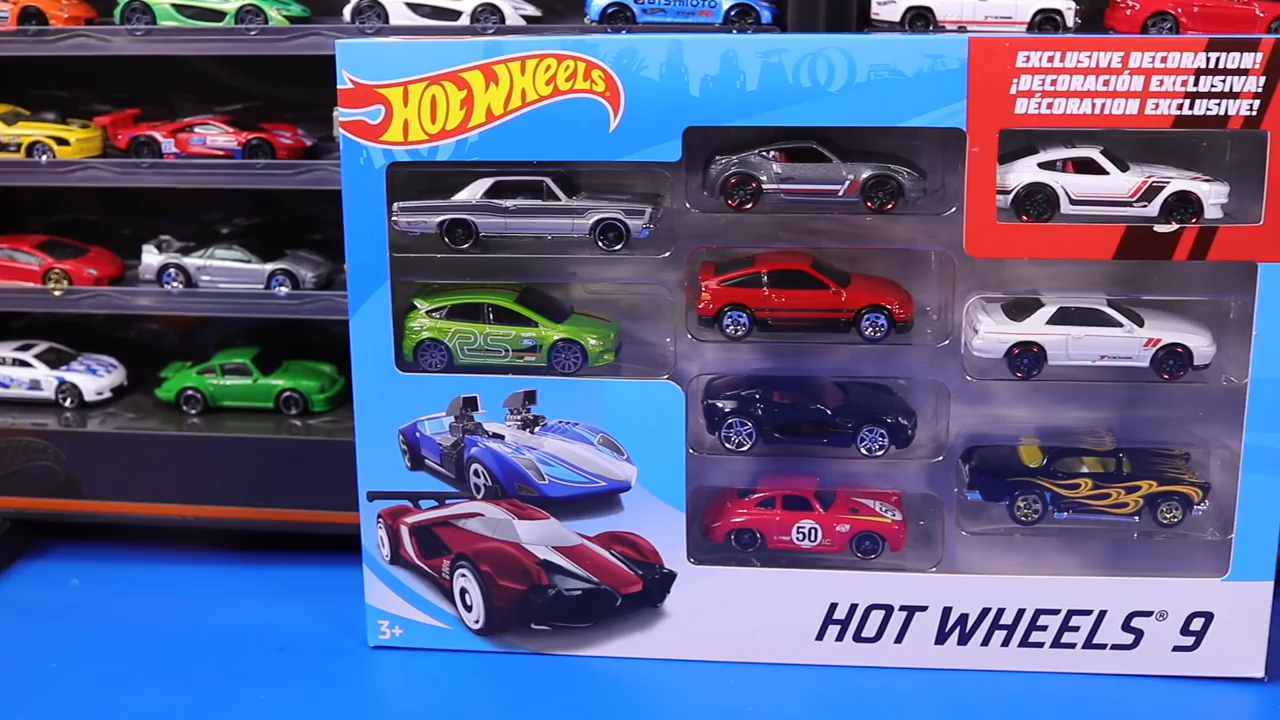 HOT WHEELS
EXCLUSIVE DECORATION!
¡DECORACIÓN EXCLUSIVA!
DÉCORATION EXCLUSIVE!
RS
50
3+
HOT WHEELS® 9